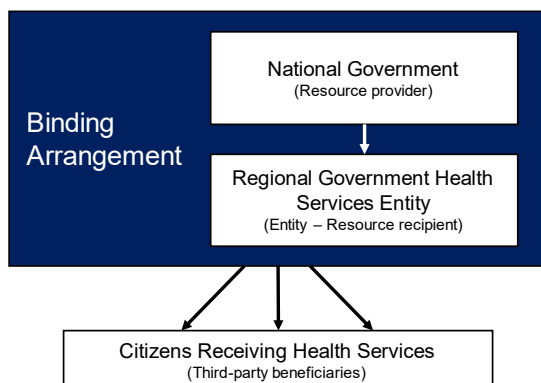 National Government
(Resource provider)
Binding
Arrangement
Regional Government Health
Services Entity
(Entity – Resource recipient)
Citizens Receiving Health Services
(Third-party beneficiaries)